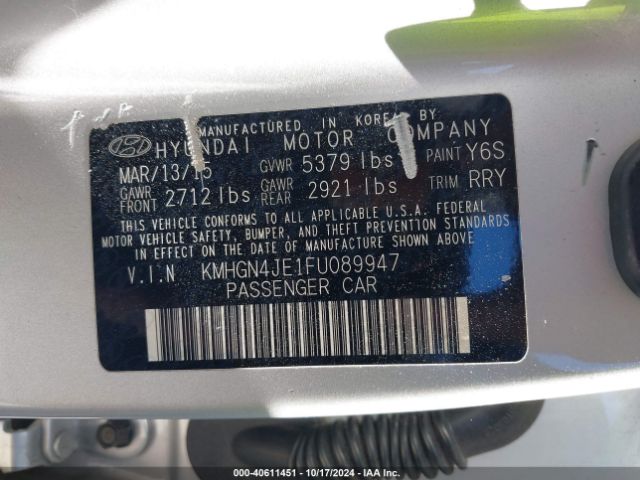 MANUFACTURED IN KOREA BY:
HYUNDAI MOTOR COMPANY
MAR/13/15 GVWR 5379 lbs PAINT Y6S
GAWR FRONT 2712 lbs GAWR REAR 2921 lbs TRIM RRY
THIS VEHICLE CONFORMS TO ALL APPLICABLE U.S.A. FEDERAL
MOTOR VEHICLE SAFETY, BUMPER, AND THEFT PREVENTION STANDARDS
IN EFFECT ON THE DATE OF MANUFACTURE SHOWN ABOVE.
V.I.N KMHGN4JE1FU089947
PASSENGER CAR
000-40611451 - 10/17/2024 - IAA Inc.